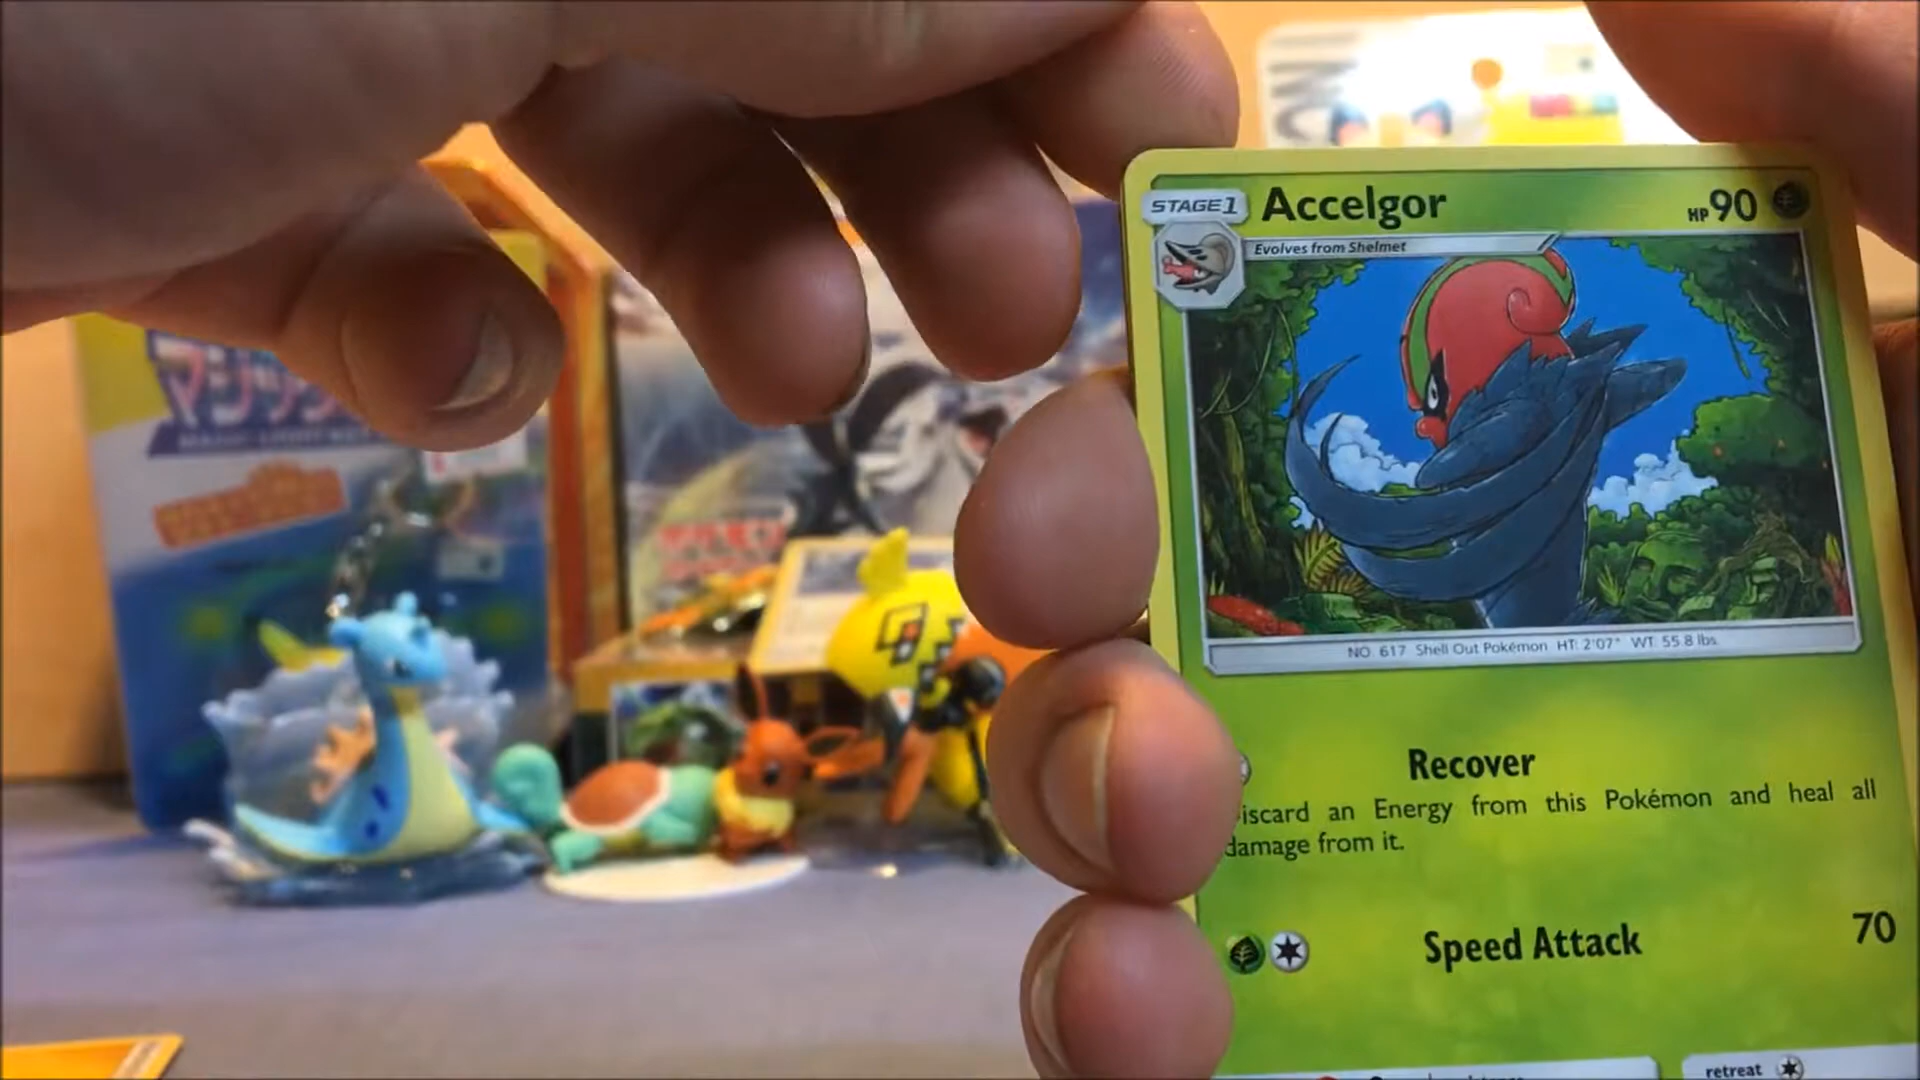 STAGE1 Accelgor HP90
Evolves from Shelmet
NO. 617 Shell Out Pokémon HT: 2'07" WT: 55.8 lbs.
Recover
iscard an Energy from this Pokémon and heal all
damage from it.
Speed Attack 70
retreat